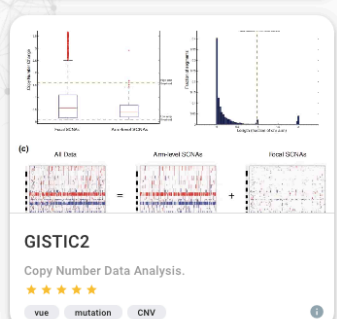 Focal SCNAs
Arm-level SCNAs
(c)
All Data
Arm-level SCNAs
Focal SCNAs
=
+
GISTIC2
Copy Number Data Analysis.
vue
mutation
CNV